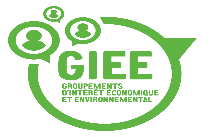 GIEE
GROUPEMENTS
D'INTÉRÊT ÉCONOMIQUE
ET ENVIRONNEMENTAL